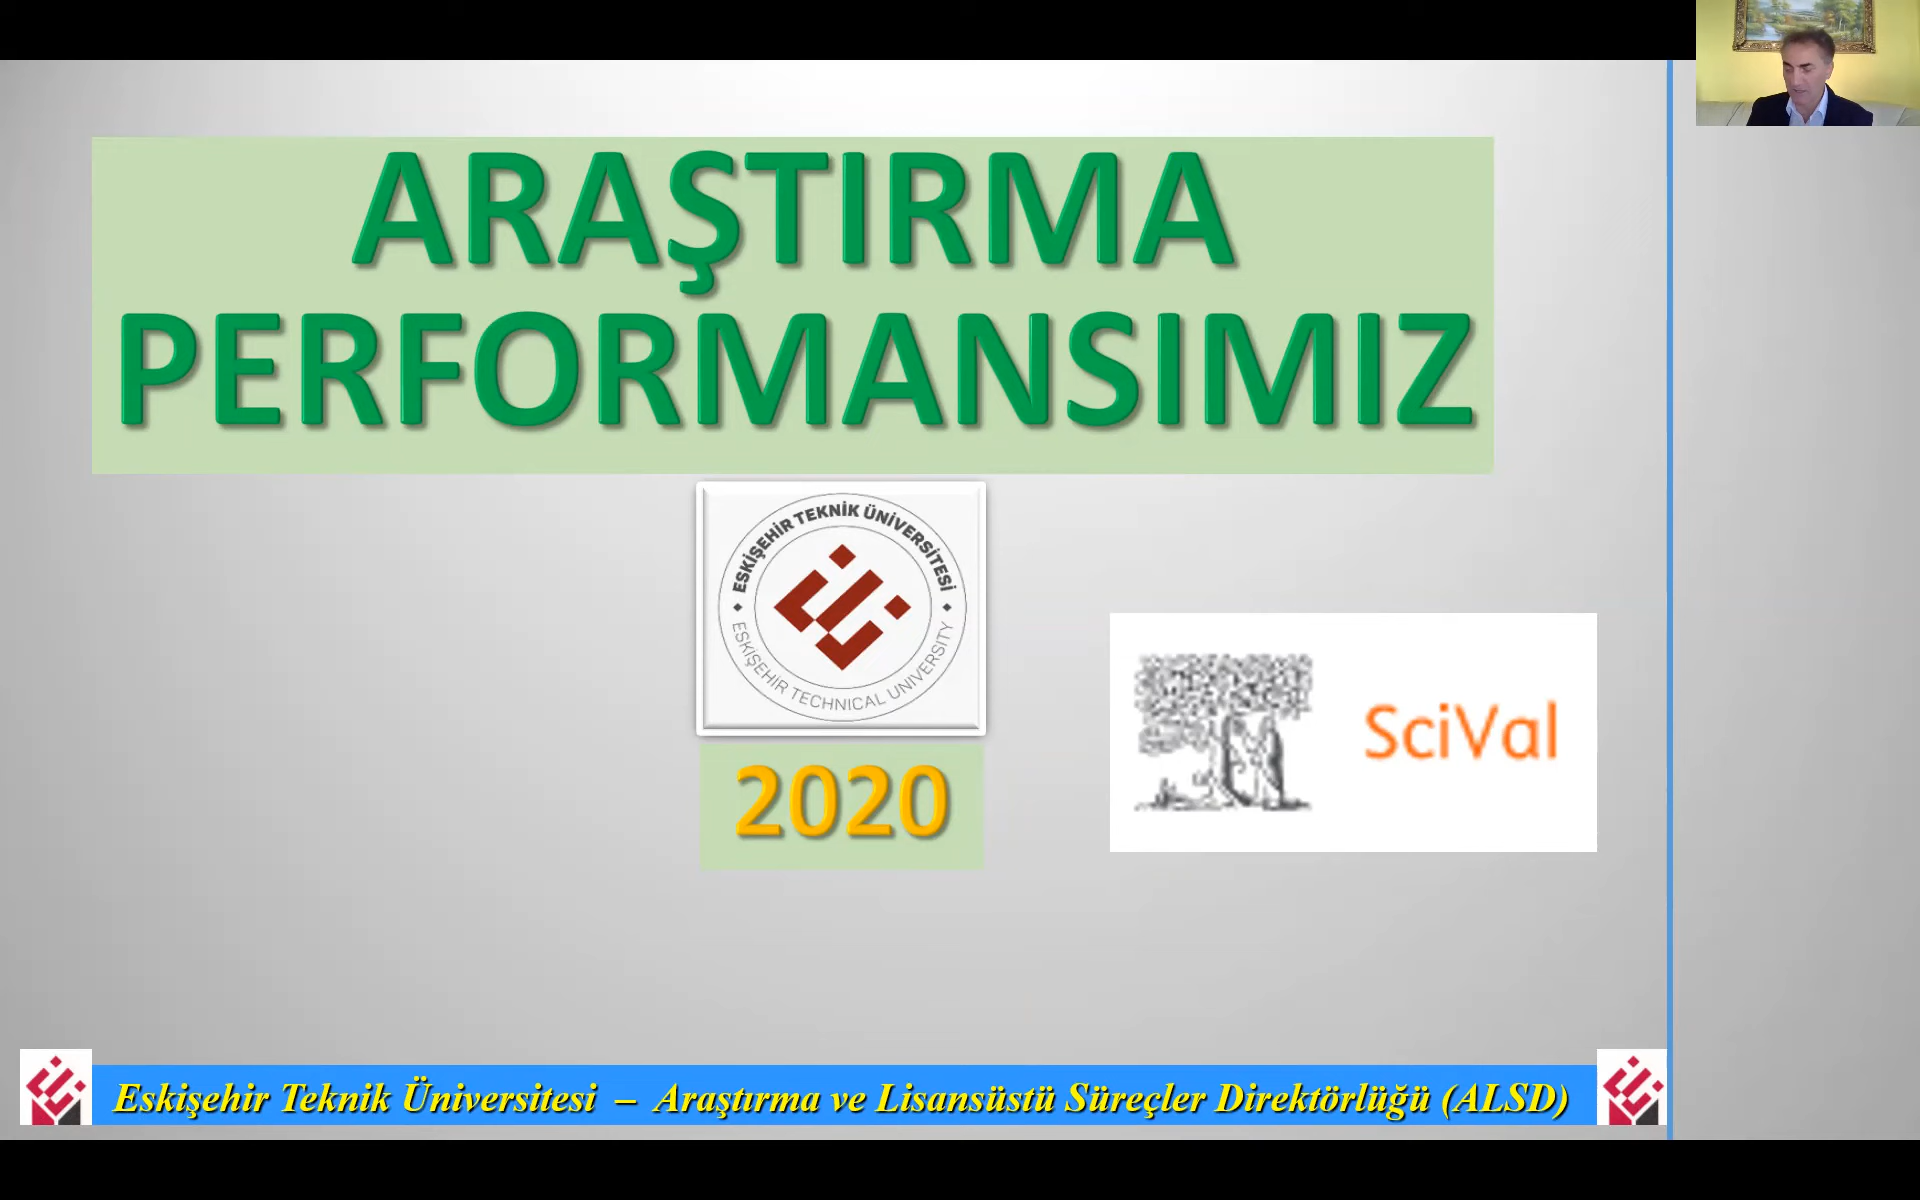 ARAŞTIRMA
PERFORMANSIMIZ
ESKİŞEHİR TEKNİK ÜNİVERSİTESİ
ESKİŞEHİR TECHNICAL UNIVERSITY
SciVal
2020
Eskişehir Teknik Üniversitesi – Araştırma ve Lisansüstü Süreçler Direktörlüğü (ALSD)